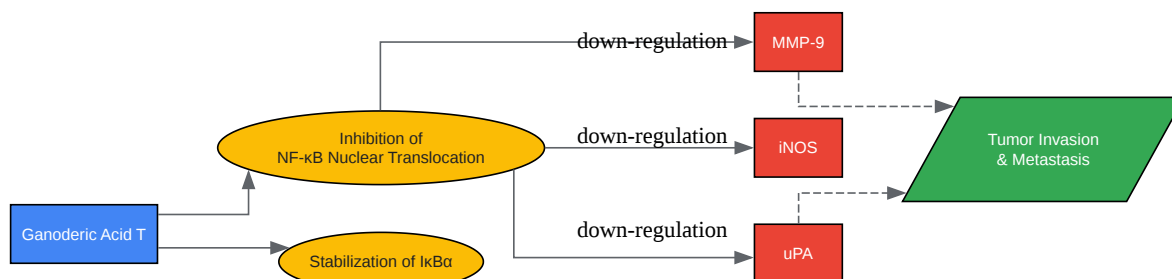 down-regulation
MMP-9
Inhibition of
NF-κB Nuclear Translocation
down-regulation
iNOS
Tumor Invasion
& Metastasis
Ganoderic Acid T
down-regulation
uPA
Stabilization of IκBα